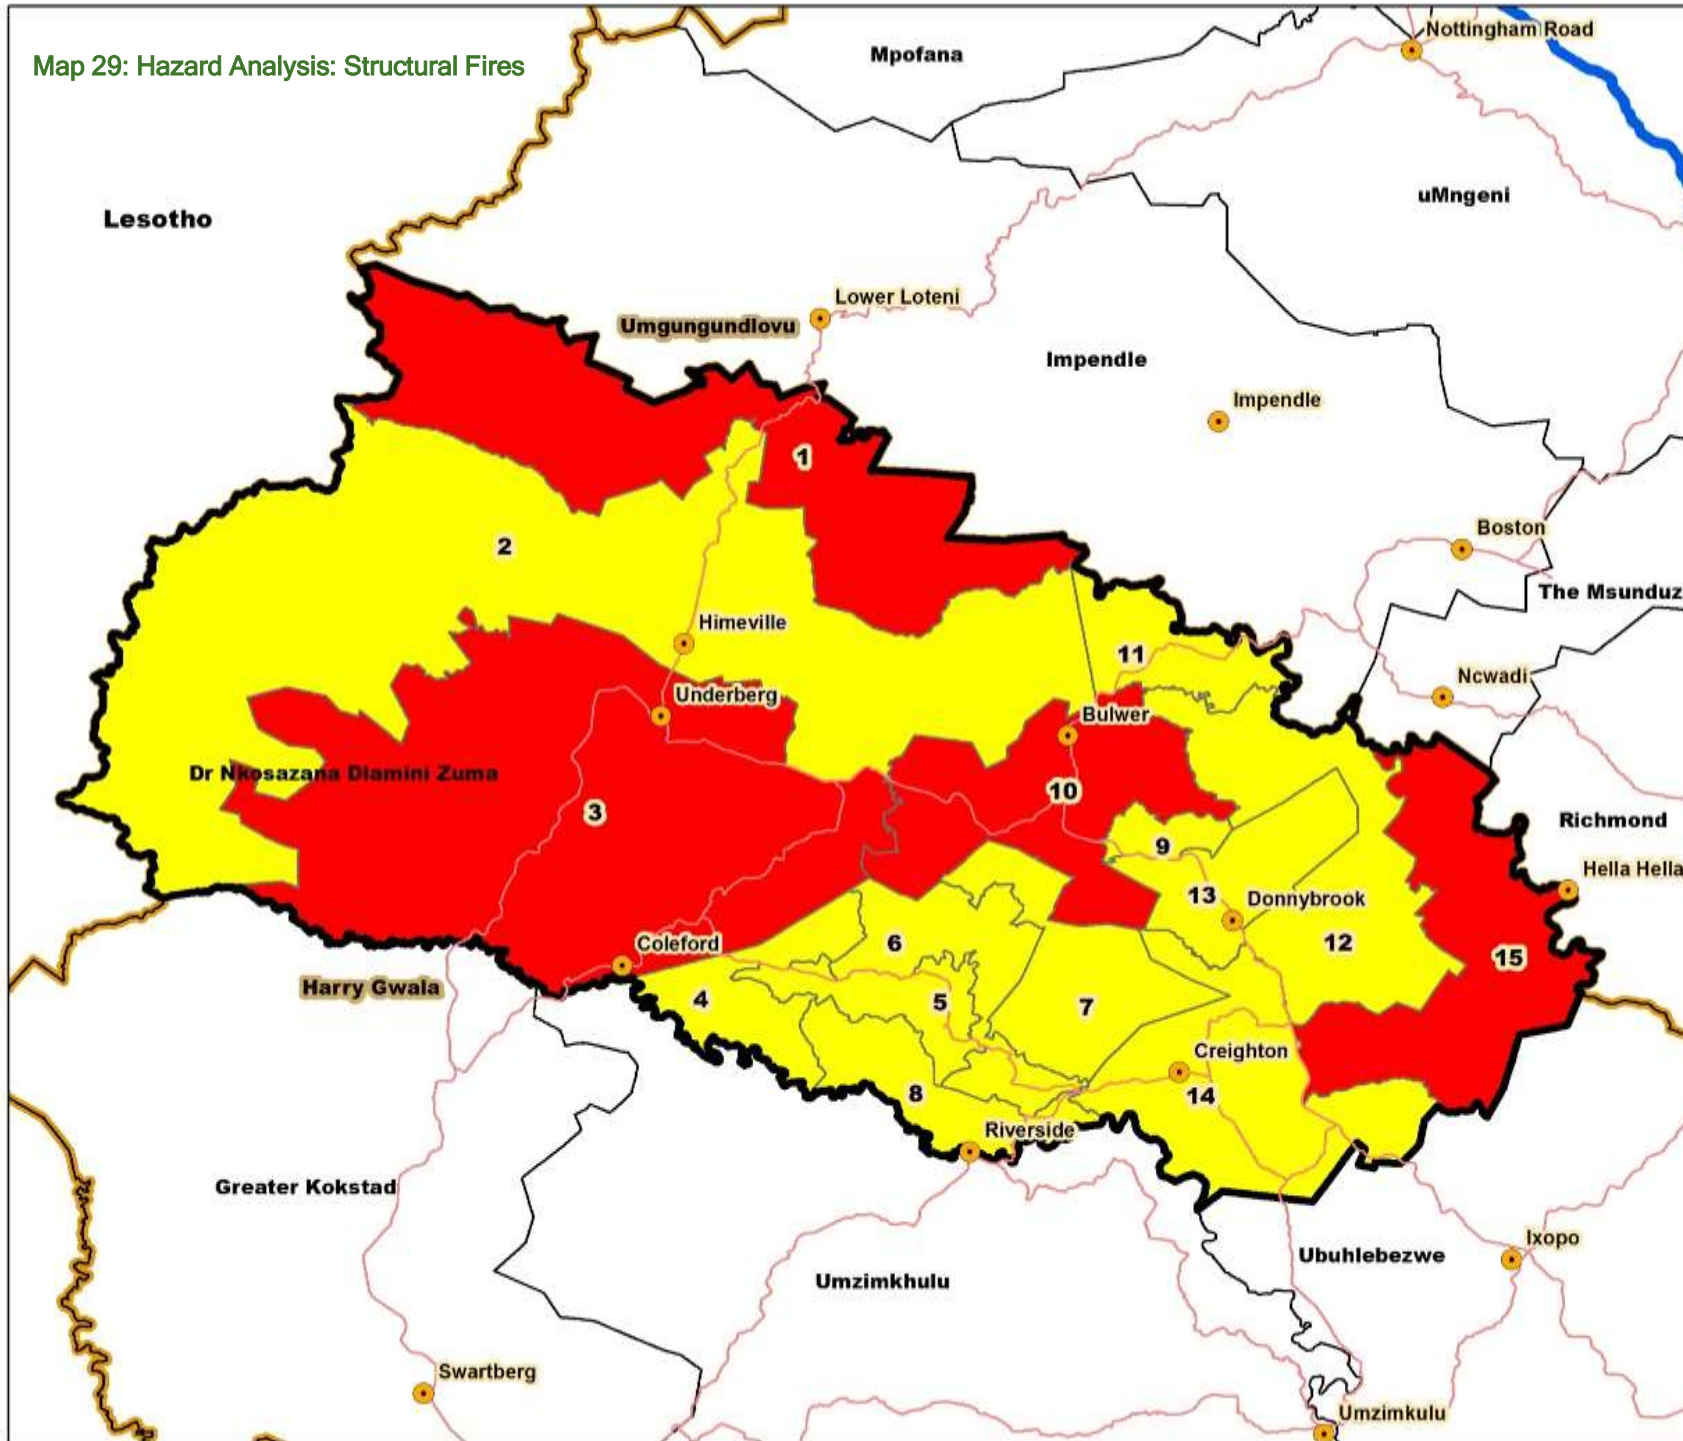 Nottingham Road
Mpofana
Map 29: Hazard Analysis: Structural Fires
uMngeni
Lesotho
Lower Loteni
Umgungundlovu
Impendle
Impendle
1
Boston
2
The Msunduz
Himeville
11
Ncwadi
Underberg
Bulwer
Dr Nkosazana Dlamini Zuma
10
3
Richmond
9
Hella Hella
13
Donnybrook
6
12
Coleford
15
Harry Gwala
4
5
7
Creighton
8
14
Riverside
Greater Kokstad
Ixopo
Ubuhlebezwe
Umzimkhulu
Swartberg
Umzimkulu